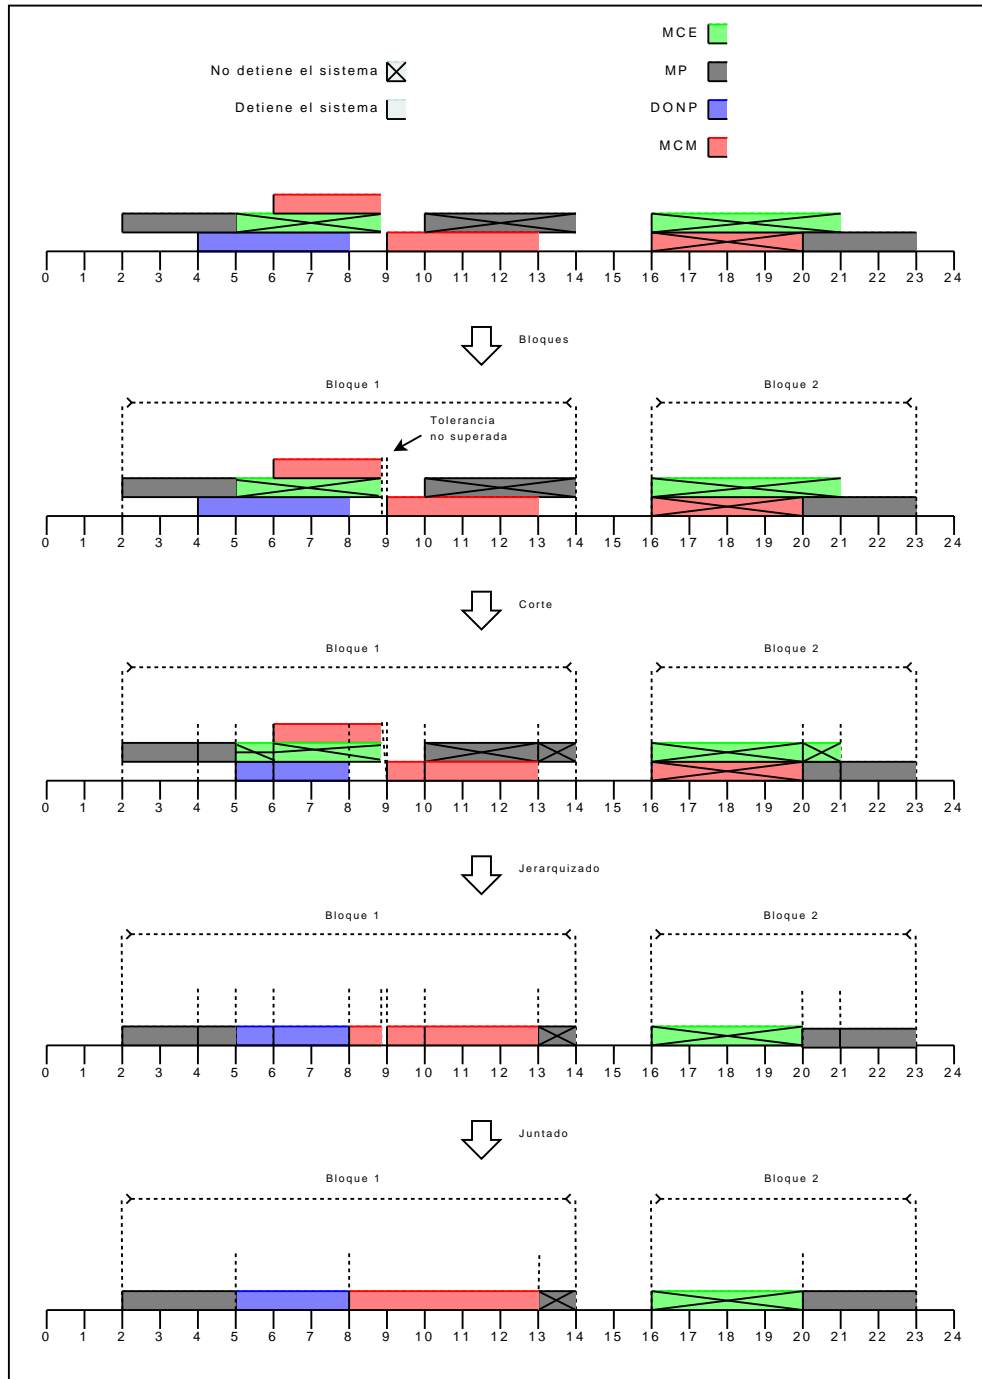 MCE
No detiene el sistema MP
Detiene el sistema DONP
MCM
0 1 2 3 4 5 6 7 8 9 10 11 12 13 14 15 16 17 18 19 20 21 22 23 24
Bloques
Bloque 1 Bloque 2
Tolerancia
no superada
0 1 2 3 4 5 6 7 8 9 10 11 12 13 14 15 16 17 18 19 20 21 22 23 24
Corte
Bloque 1 Bloque 2
0 1 2 3 4 5 6 7 8 9 10 11 12 13 14 15 16 17 18 19 20 21 22 23 24
Jerarquizado
Bloque 1 Bloque 2
0 1 2 3 4 5 6 7 8 9 10 11 12 13 14 15 16 17 18 19 20 21 22 23 24
Juntado
Bloque 1 Bloque 2
0 1 2 3 4 5 6 7 8 9 10 11 12 13 14 15 16 17 18 19 20 21 22 23 24